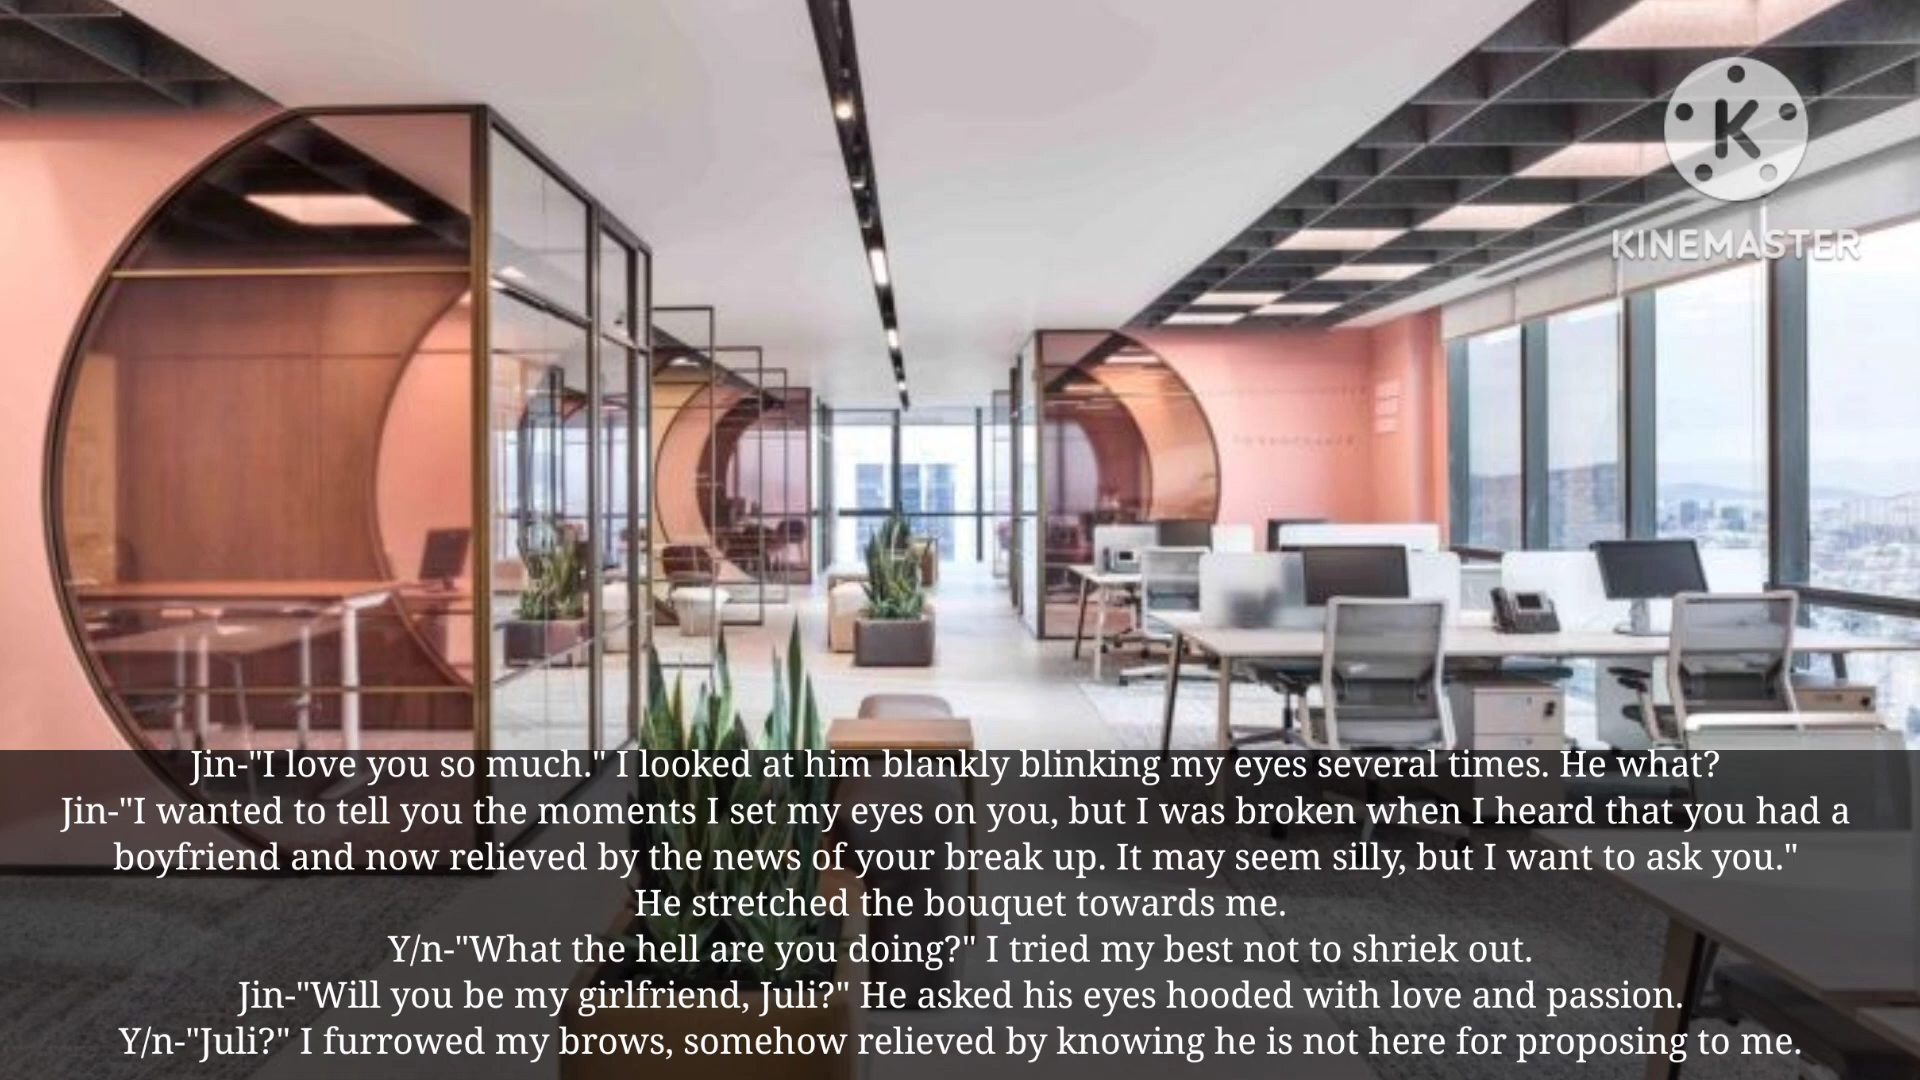 K
KINEMASTER
Jin-"I love you so much." I looked at him blankly blinking my eyes several times. He what?
Jin-"I wanted to tell you the moments I set my eyes on you, but I was broken when I heard that you had a
boyfriend and now relieved by the news of your break up. It may seem silly, but I want to ask you."
He stretched the bouquet towards me.
Y/n-"What the hell are you doing?" I tried my best not to shriek out.
Jin-"Will you be my girlfriend, Juli?" He asked his eyes hooded with love and passion.
Y/n-"Juli?" I furrowed my brows, somehow relieved by knowing he is not here for proposing to me.